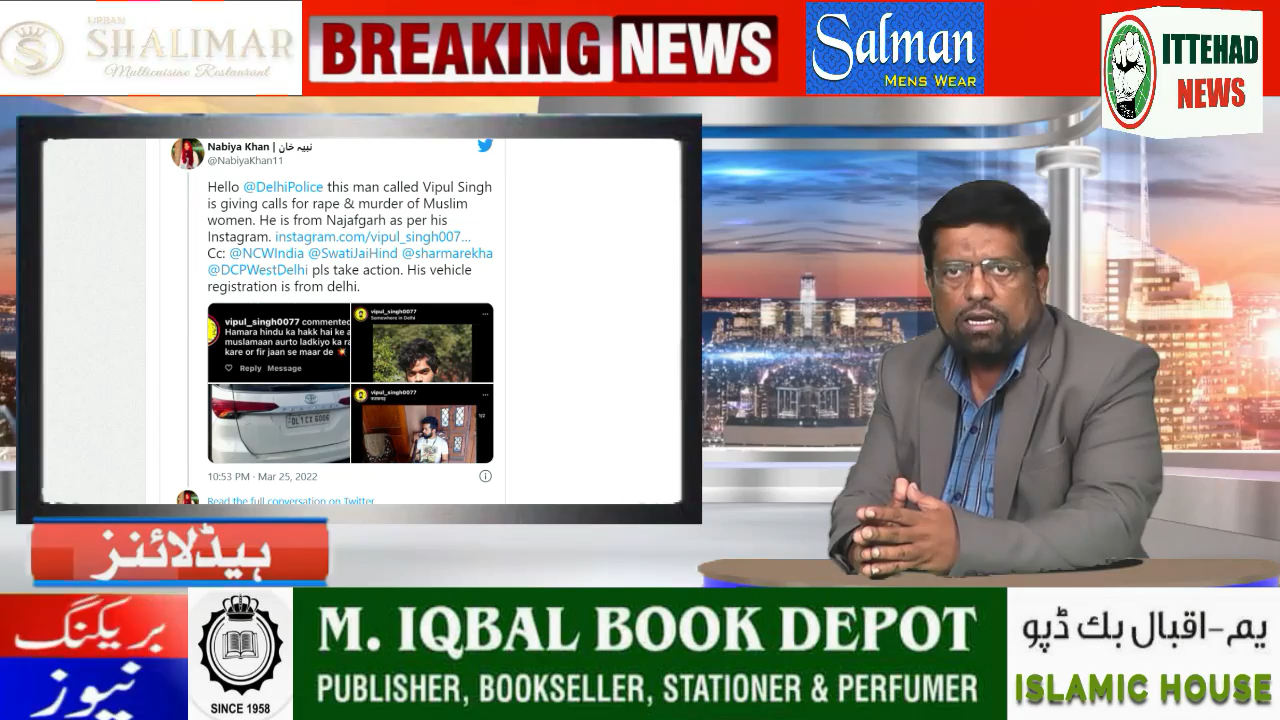 URBAN
SHALIMAR
Multicuisine Restaurant
BREAKING NEWS
Salman
MENS WEAR
ITTEHAD
NEWS
Nabiya Khan | نبیہ خان
@NabiyaKhan11
Hello @DelhiPolice this man called Vipul Singh
is giving calls for rape & murder of Muslim
women. He is from Najafgarh as per his
Instagram. instagram.com/vipul_singh007...
Cc: @NCWIndia @SwatiJaiHind @sharmarekha
@DCPWestDelhi pls take action. His vehicle
registration is from delhi.
vipul_singh0077 commented
Hamara hindu ka hakk hai ke a
muslamaan aurto ladkiyo ka ra
kare or fir jaan se maar de
Reply Message
vipul_singh0077
Somewhere in Delhi
vipul_singh0077
1/2
10:53 PM · Mar 25, 2022
Read the full conversation on Twitter
ہیڈلائنز
بریکنگ
نیوز
SINCE 1958
M. IQBAL BOOK DEPOT
PUBLISHER, BOOKSELLER, STATIONER & PERFUMER
یم-اقبال بک ڈپو
ISLAMIC HOUSE